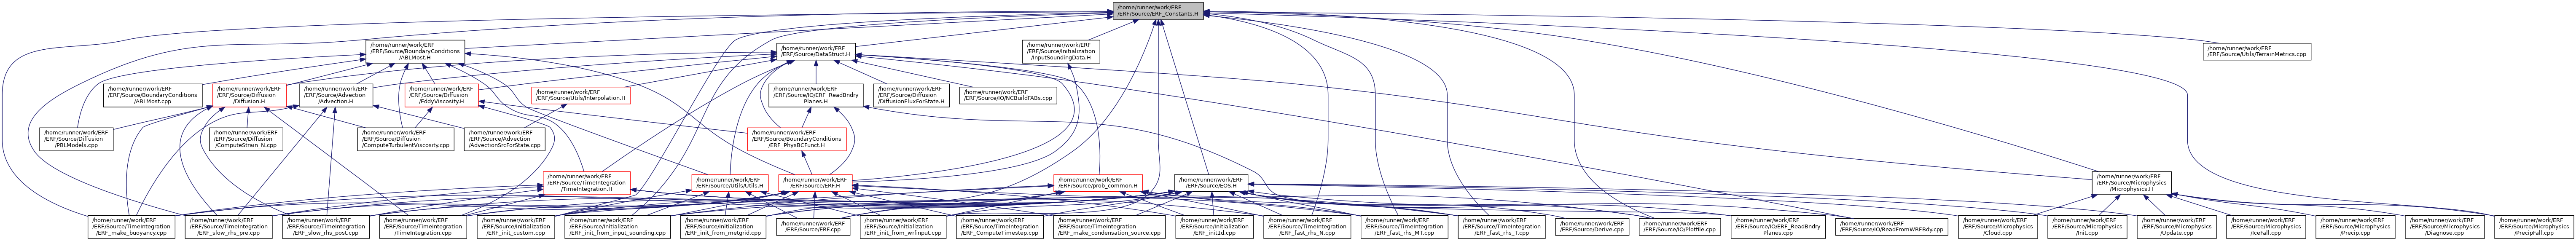 /home/runner/work/ERF
/ERF/Source/ERF_Constants.H
/home/runner/work/ERF
/ERF/Source/BoundaryConditions
/ABLMost.H
/home/runner/work/ERF
/ERF/Source/DataStruct.H
/home/runner/work/ERF
/ERF/Source/Initialization
/InputSoundingData.H
/home/runner/work/ERF
/ERF/Source/Utils/TerrainMetrics.cpp
/home/runner/work/ERF
/ERF/Source/BoundaryConditions
/ABLMost.cpp
/home/runner/work/ERF
/ERF/Source/Diffusion
/Diffusion.H
/home/runner/work/ERF
/ERF/Source/Advection
/Advection.H
/home/runner/work/ERF
/ERF/Source/Diffusion
/EddyViscosity.H
/home/runner/work/ERF
/ERF/Source/Utils/Interpolation.H
/home/runner/work/ERF
/ERF/Source/IO/ERF_ReadBndry
Planes.H
/home/runner/work/ERF
/ERF/Source/Diffusion
/DiffusionFluxForState.H
/home/runner/work/ERF
/ERF/Source/IO/NCBuildFABs.cpp
/home/runner/work/ERF
/ERF/Source/Diffusion
/PBLModels.cpp
/home/runner/work/ERF
/ERF/Source/Diffusion
/ComputeStrain_N.cpp
/home/runner/work/ERF
/ERF/Source/Diffusion
/ComputeTurbulentViscosity.cpp
/home/runner/work/ERF
/ERF/Source/Advection
/AdvectionSrcForState.cpp
/home/runner/work/ERF
/ERF/Source/BoundaryConditions
/ERF_PhysBCFunct.H
/home/runner/work/ERF
/ERF/Source/TimeIntegration
/TimeIntegration.H
/home/runner/work/ERF
/ERF/Source/Utils/Utils.H
/home/runner/work/ERF
/ERF/Source/ERF.H
/home/runner/work/ERF
/ERF/Source/prob_common.H
/home/runner/work/ERF
/ERF/Source/EOS.H
/home/runner/work/ERF
/ERF/Source/Microphysics
/Microphysics.H
/home/runner/work/ERF
/ERF/Source/TimeIntegration
/ERF_make_buoyancy.cpp
/home/runner/work/ERF
/ERF/Source/TimeIntegration
/ERF_slow_rhs_pre.cpp
/home/runner/work/ERF
/ERF/Source/TimeIntegration
/ERF_slow_rhs_post.cpp
/home/runner/work/ERF
/ERF/Source/TimeIntegration
/TimeIntegration.cpp
/home/runner/work/ERF
/ERF/Source/Initialization
/ERF_init_custom.cpp
/home/runner/work/ERF
/ERF/Source/Initialization
/ERF_init_from_input_sounding.cpp
/home/runner/work/ERF
/ERF/Source/Initialization
/ERF_init_from_metgrid.cpp
/home/runner/work/ERF
/ERF/Source/ERF.cpp
/home/runner/work/ERF
/ERF/Source/Initialization
/ERF_init_from_wrfinput.cpp
/home/runner/work/ERF
/ERF/Source/TimeIntegration
/ERF_ComputeTimestep.cpp
/home/runner/work/ERF
/ERF/Source/TimeIntegration
/ERF_make_condensation_source.cpp
/home/runner/work/ERF
/ERF/Source/Initialization
/ERF_init1d.cpp
/home/runner/work/ERF
/ERF/Source/TimeIntegration
/ERF_fast_rhs_N.cpp
/home/runner/work/ERF
/ERF/Source/TimeIntegration
/ERF_fast_rhs_MT.cpp
/home/runner/work/ERF
/ERF/Source/TimeIntegration
/ERF_fast_rhs_T.cpp
/home/runner/work/ERF
/ERF/Source/Derive.cpp
/home/runner/work/ERF
/ERF/Source/IO/Plotfile.cpp
/home/runner/work/ERF
/ERF/Source/IO/ERF_ReadBndry
Planes.cpp
/home/runner/work/ERF
/ERF/Source/IO/ReadFromWRFBdy.cpp
/home/runner/work/ERF
/ERF/Source/Microphysics
/Cloud.cpp
/home/runner/work/ERF
/ERF/Source/Microphysics
/Init.cpp
/home/runner/work/ERF
/ERF/Source/Microphysics
/Update.cpp
/home/runner/work/ERF
/ERF/Source/Microphysics
/IceFall.cpp
/home/runner/work/ERF
/ERF/Source/Microphysics
/Precip.cpp
/home/runner/work/ERF
/ERF/Source/Microphysics
/Diagnose.cpp
/home/runner/work/ERF
/ERF/Source/Microphysics
/PrecipFall.cpp